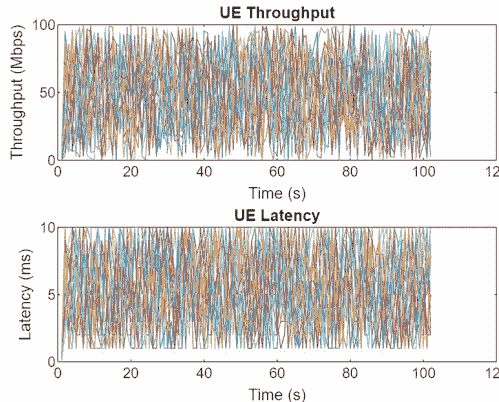 UE Throughput
100
50
0
Throughput (Mbps)
0 20 40 60 80 100 12
Time (s)
UE Latency
10
5
0
Latency (ms)
0 20 40 60 80 100 12
Time (s)